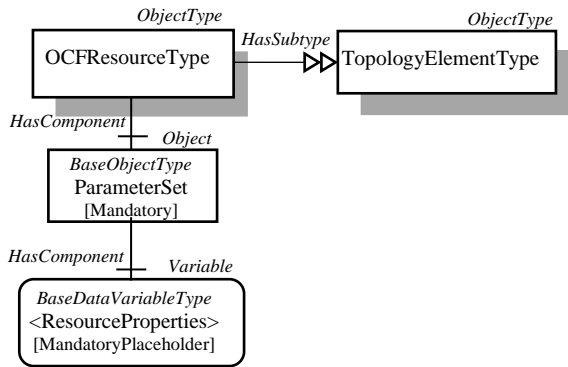 ObjectType
OCFResourceType
HasSubtype
ObjectType
TopologyElementType
HasComponent
Object
BaseObjectType
ParameterSet
[Mandatory]
HasComponent
Variable
BaseDataVariableType
<ResourceProperties>
[MandatoryPlaceholder]